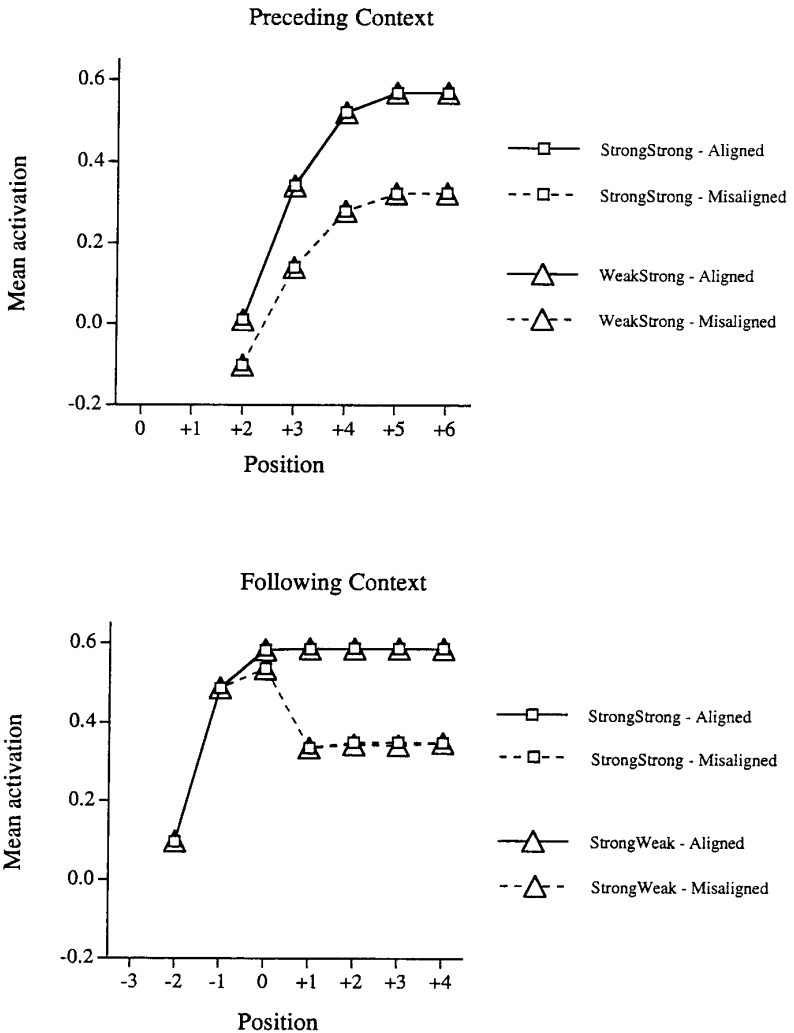 Preceding Context
0.6
0.4
0.2
0.0
-0.2
Mean activation
0 +1 +2 +3 +4 +5 +6
Position
StrongStrong - Aligned
StrongStrong - Misaligned
WeakStrong - Aligned
WeakStrong - Misaligned
Following Context
0.6
0.4
0.2
0.0
-0.2
Mean activation
-3 -2 -1 0 +1 +2 +3 +4
Position
StrongStrong - Aligned
StrongStrong - Misaligned
StrongWeak - Aligned
StrongWeak - Misaligned